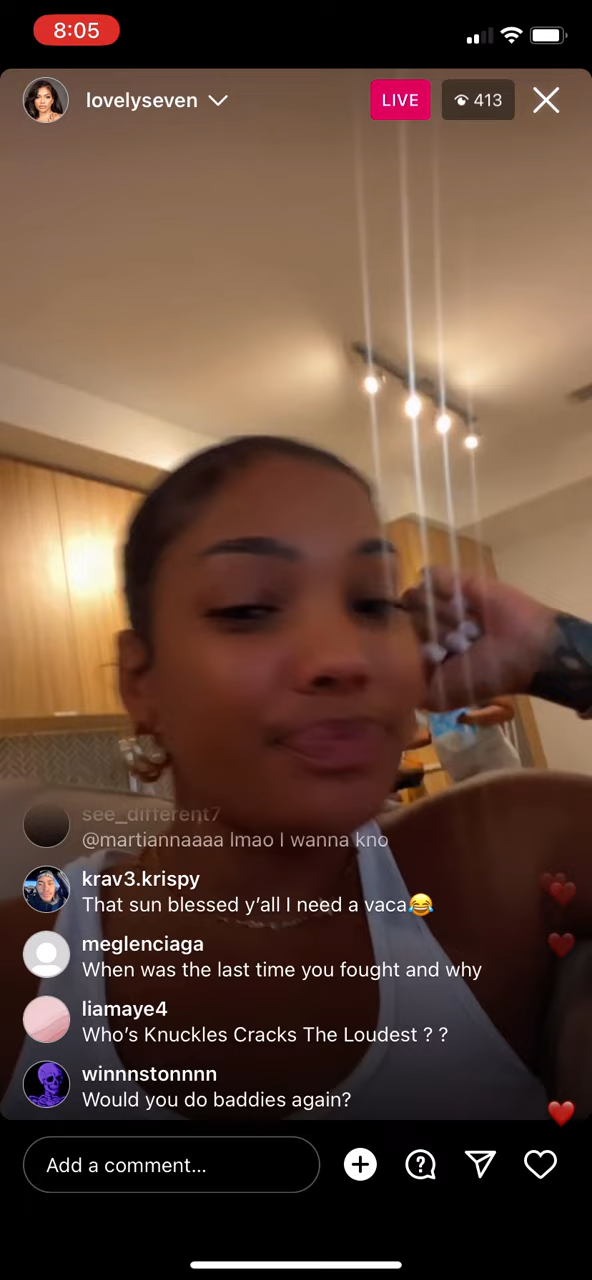 8:05
lovelyseven
LIVE
413
see_different7
@martiannaaaa lmao I wanna kno
krav3.krispy
That sun blessed y’all I need a vaca😂
meglenciaga
When was the last time you fought and why
liamaye4
Who’s Knuckles Cracks The Loudest ? ?
winnnstonnnn
Would you do baddies again?
Add a comment...